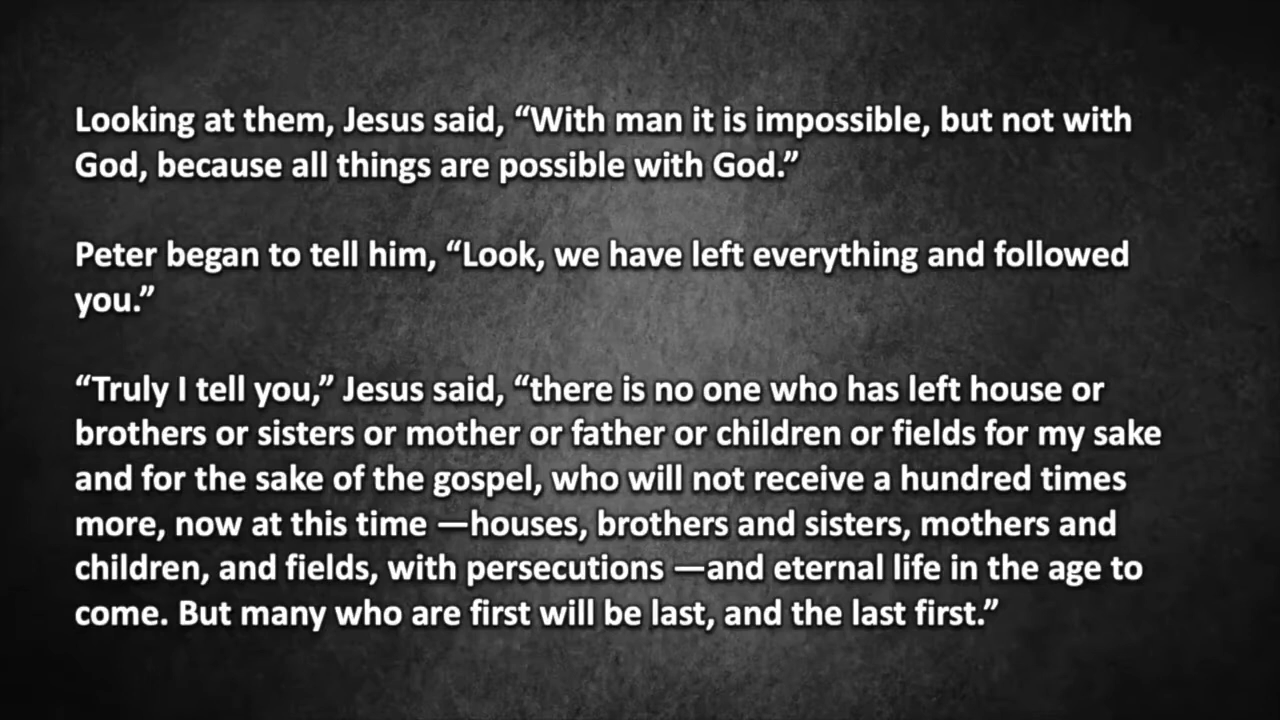 Looking at them, Jesus said, “With man it is impossible, but not with
God, because all things are possible with God.”
Peter began to tell him, “Look, we have left everything and followed
you.”
“Truly I tell you,” Jesus said, “there is no one who has left house or
brothers or sisters or mother or father or children or fields for my sake
and for the sake of the gospel, who will not receive a hundred times
more, now at this time —houses, brothers and sisters, mothers and
children, and fields, with persecutions —and eternal life in the age to
come. But many who are first will be last, and the last first.”